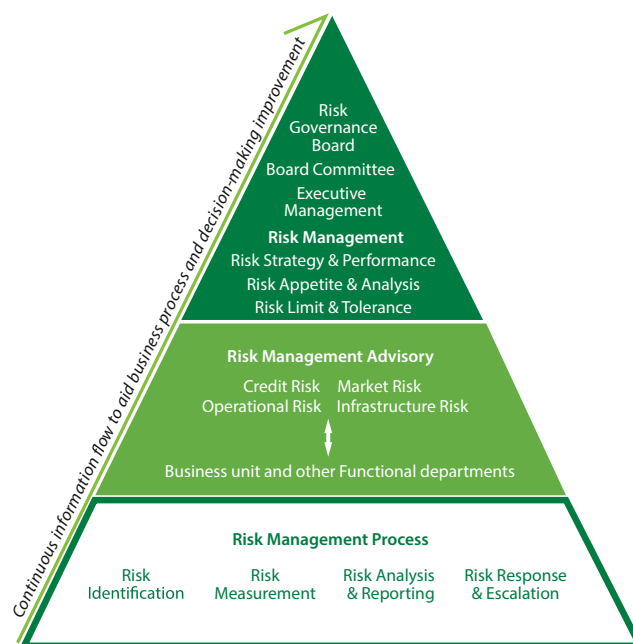 Continuous information flow to aid business process and decision-making improvement
Risk
Governance
Board
Board Committee
Executive
Management
Risk Management
Risk Strategy & Performance
Risk Appetite & Analysis
Risk Limit & Tolerance
Risk Management Advisory
Credit Risk Market Risk
Operational Risk Infrastructure Risk
Business unit and other Functional departments
Risk Management Process
Risk
Identification
Risk
Measurement
Risk Analysis
& Reporting
Risk Response
& Escalation